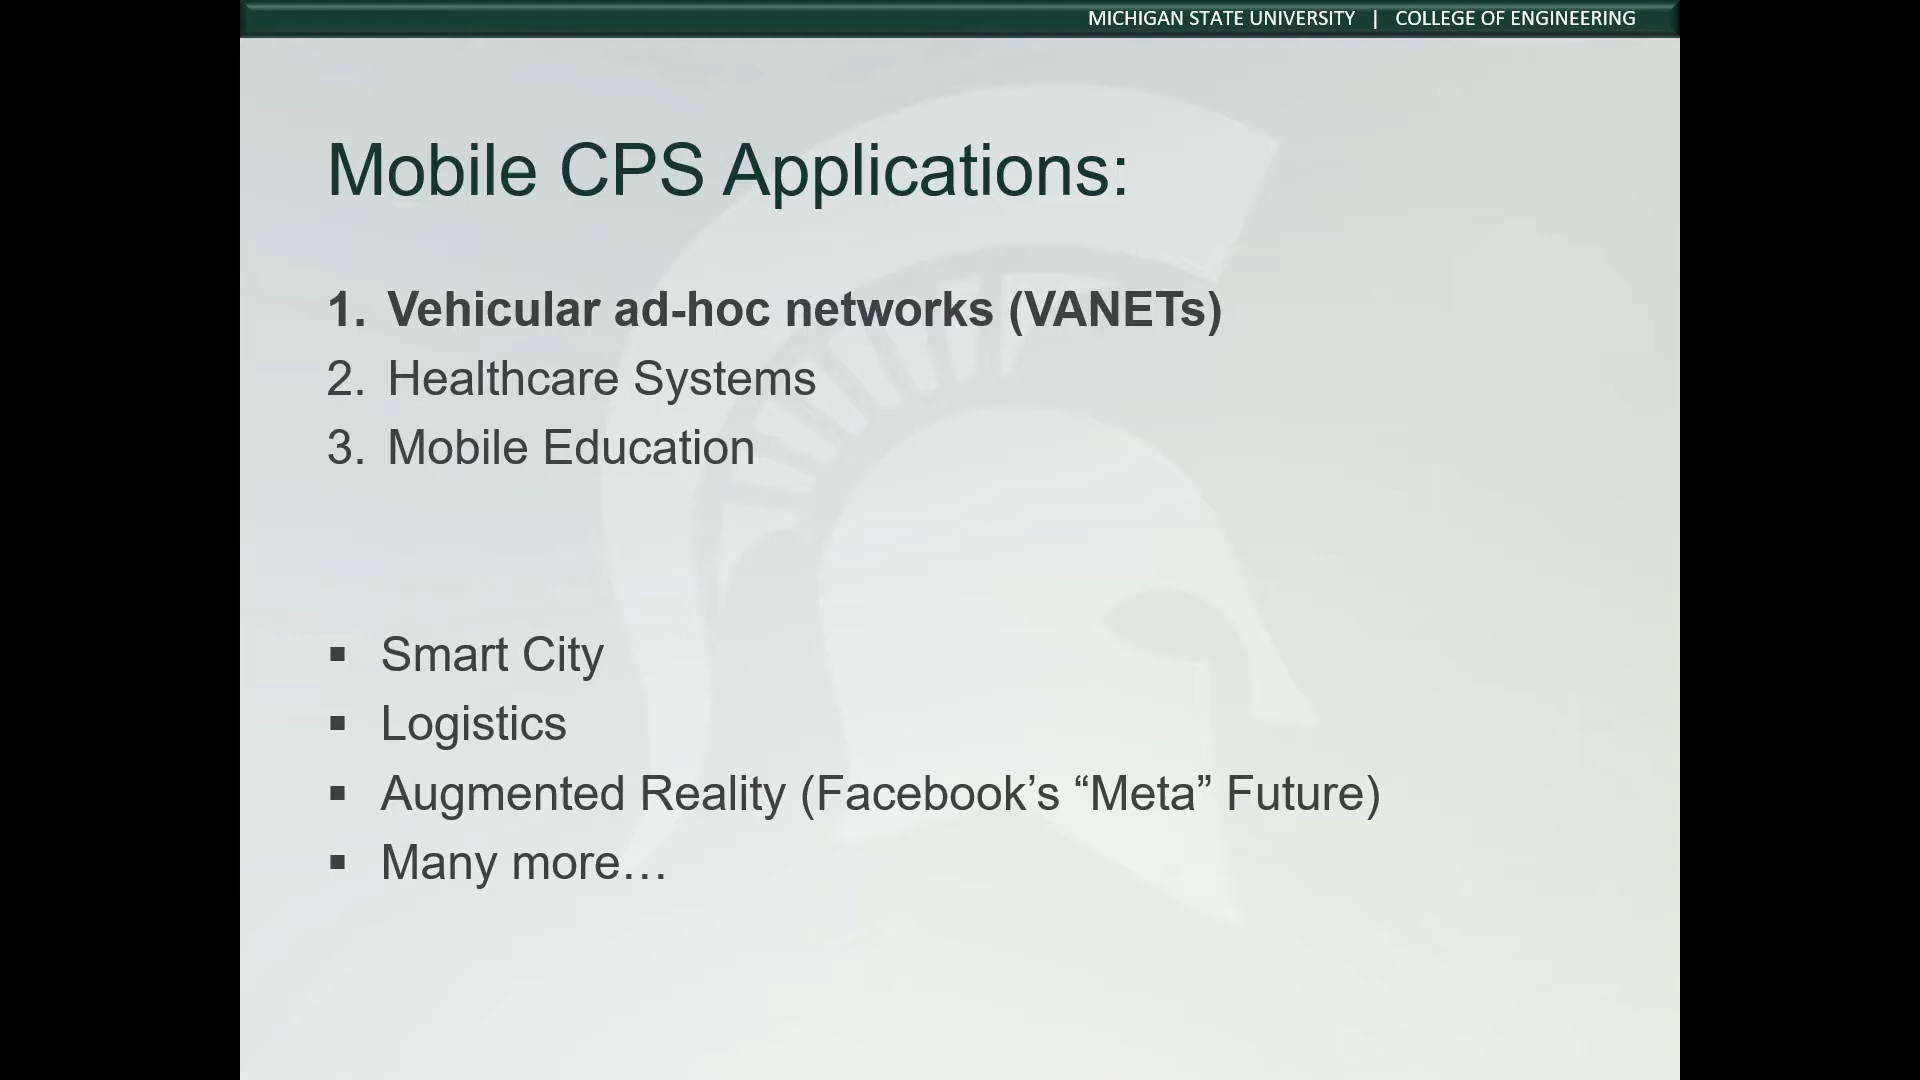 MICHIGAN STATE UNIVERSITY | COLLEGE OF ENGINEERING
Mobile CPS Applications:
1. Vehicular ad-hoc networks (VANETs)
2. Healthcare Systems
3. Mobile Education
▪ Smart City
▪ Logistics
▪ Augmented Reality (Facebook’s “Meta” Future)
▪ Many more…